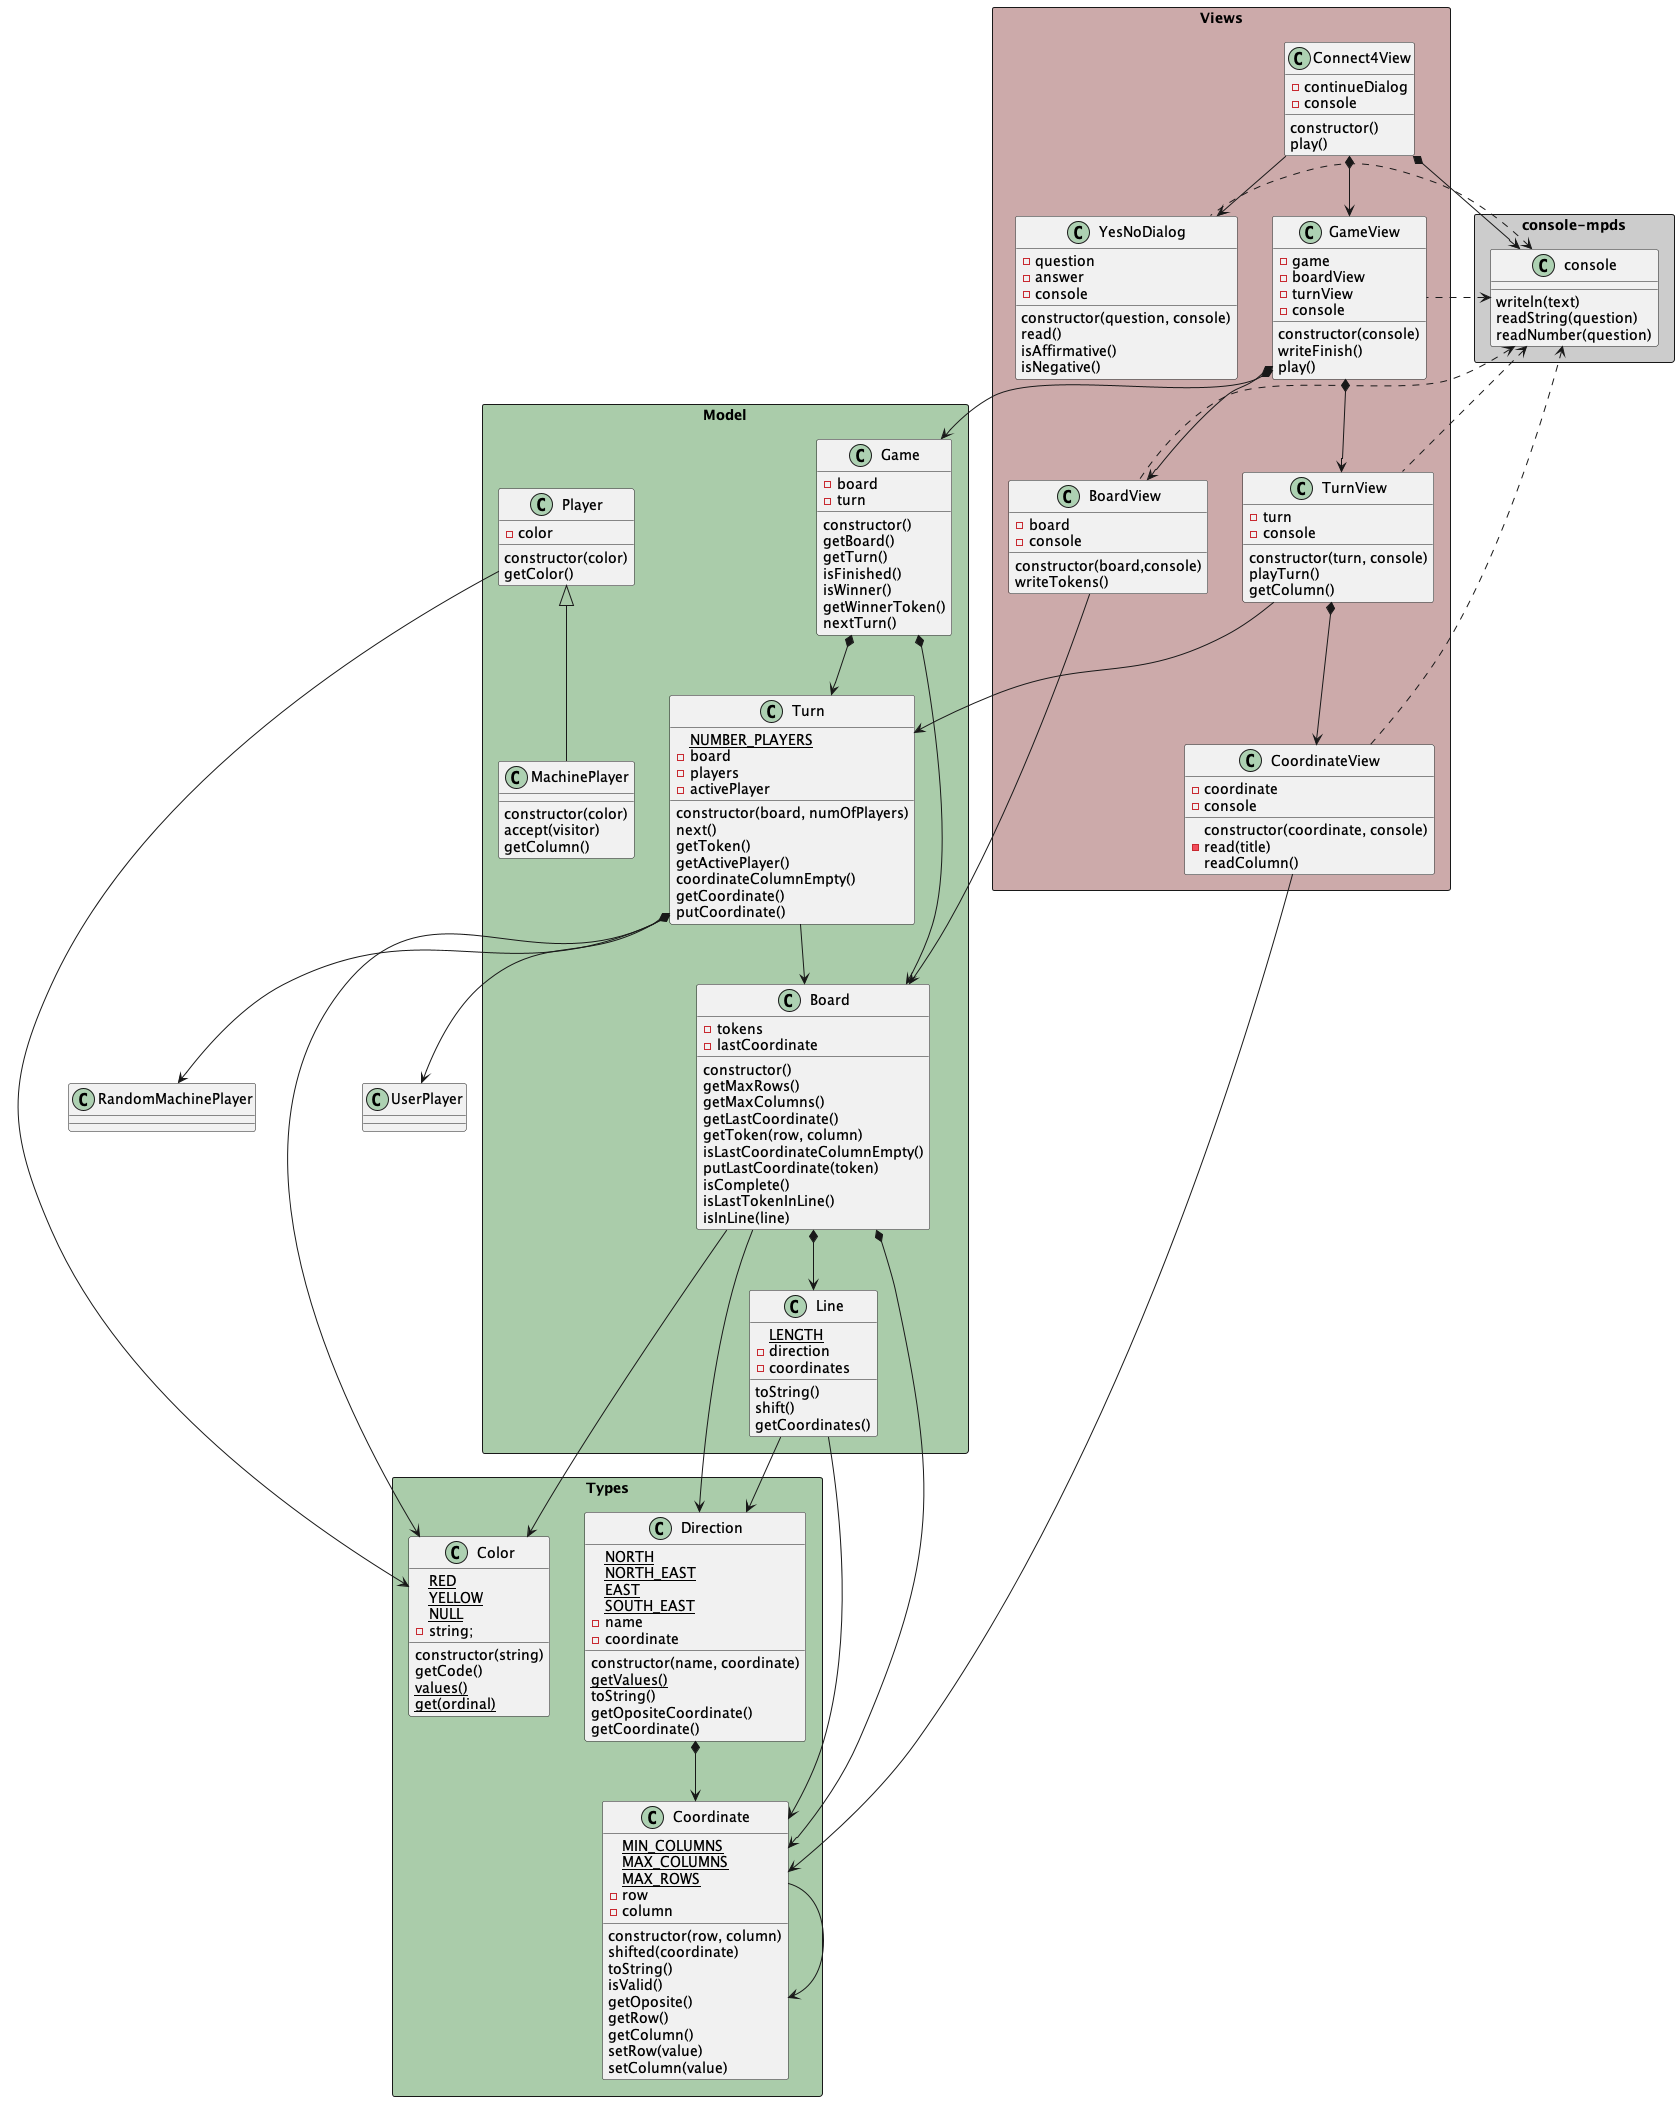 Views
C Connect4View
continueDialog
console
constructor()
play()
C YesNoDialog
question
answer
console
constructor(question, console)
read()
isAffirmative()
isNegative()
C GameView
game
boardView
turnView
console
constructor(console)
writeFinish()
play()
console-mpds
C console
writeln(text)
readString(question)
readNumber(question)
Model
C Game
board
turn
constructor()
getBoard()
getTurn()
isFinished()
isWinner()
getWinnerToken()
nextTurn()
C Player
color
constructor(color)
getColor()
C BoardView
board
console
constructor(board,console)
writeTokens()
C TurnView
turn
console
constructor(turn, console)
playTurn()
getColumn()
C Turn
NUMBER_PLAYERS
board
players
activePlayer
constructor(board, numOfPlayers)
next()
getToken()
getActivePlayer()
coordinateColumnEmpty()
getCoordinate()
putCoordinate()
C MachinePlayer
constructor(color)
accept(visitor)
getColumn()
C CoordinateView
coordinate
console
constructor(coordinate, console)
read(title)
readColumn()
C Board
tokens
lastCoordinate
constructor()
getMaxRows()
getMaxColumns()
getLastCoordinate()
getToken(row, column)
isLastCoordinateColumnEmpty()
putLastCoordinate(token)
isComplete()
isLastTokenInLine()
isInLine(line)
C RandomMachinePlayer
C UserPlayer
C Line
LENGTH
direction
coordinates
toString()
shift()
getCoordinates()
Types
C Color
RED
YELLOW
NULL
string;
constructor(string)
getCode()
values()
get(ordinal)
C Direction
NORTH
NORTH_EAST
EAST
SOUTH_EAST
name
coordinate
constructor(name, coordinate)
getValues()
toString()
getOpositeCoordinate()
getCoordinate()
C Coordinate
MIN_COLUMNS
MAX_COLUMNS
MAX_ROWS
row
column
constructor(row, column)
shifted(coordinate)
toString()
isValid()
getOposite()
getRow()
getColumn()
setRow(value)
setColumn(value)